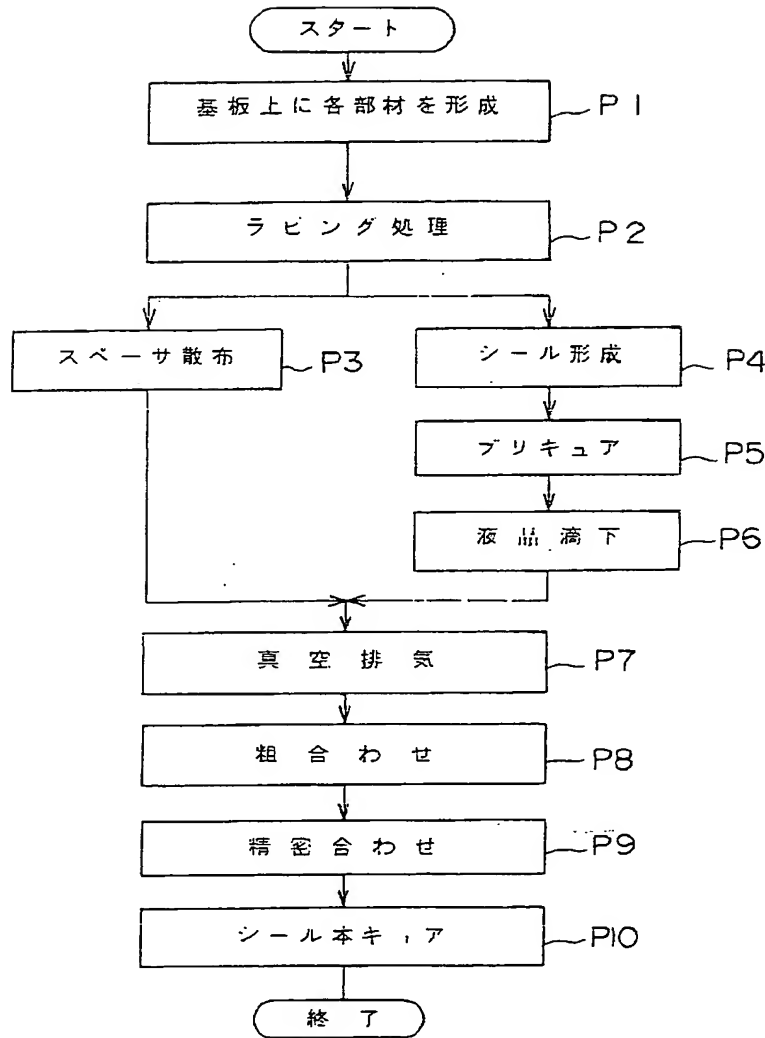 スタート
基板上に各部材を形成
P1
ラビング処理
P2
スペーサ散布
P3
シール形成
P4
プリキュア
P5
液晶滴下
P6
真空排気
P7
粗合わせ
P8
精密合わせ
P9
シール本キュア
P10
終了